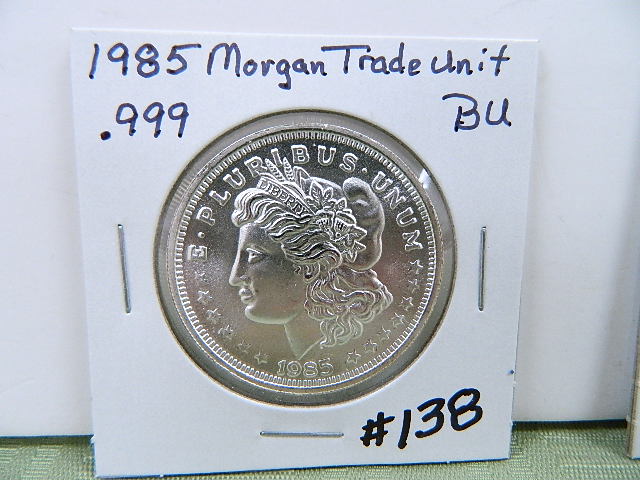 1985 Morgan Trade Unit
.999 BU
E · PLURIBUS · UNUM
LIBERTY
1985
#138